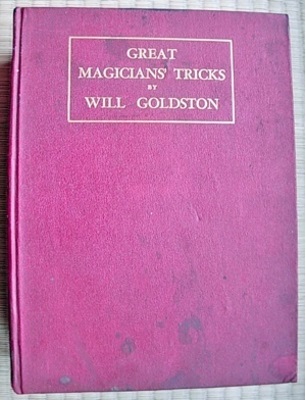 GREAT
MAGICIANS' TRICKS
BY
WILL GOLDSTON